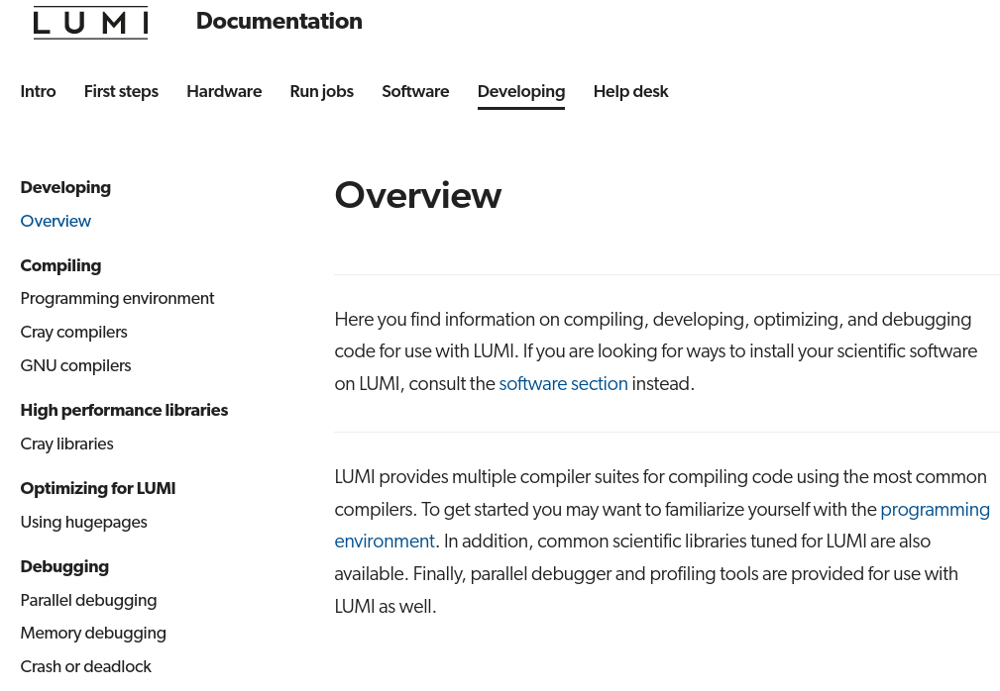 LUMI
Documentation
Intro First steps Hardware Run jobs Software Developing Help desk
Developing
Overview
Compiling
Programming environment
Cray compilers
GNU compilers
High performance libraries
Cray libraries
Optimizing for LUMI
Using hugepages
Debugging
Parallel debugging
Memory debugging
Crash or deadlock
Overview
Here you find information on compiling, developing, optimizing, and debugging
code for use with LUMI. If you are looking for ways to install your scientific software
on LUMI, consult the software section instead.
LUMI provides multiple compiler suites for compiling code using the most common
compilers. To get started you may want to familiarize yourself with the programming
environment. In addition, common scientific libraries tuned for LUMI are also
available. Finally, parallel debugger and profiling tools are provided for use with
LUMI as well.